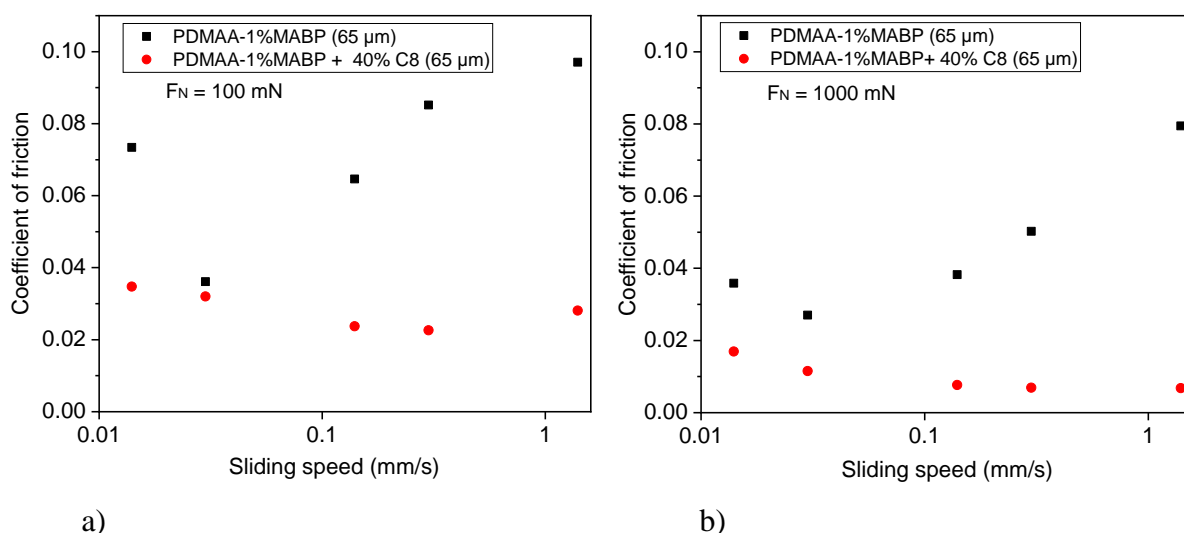 PDMAA-1%MABP (65 µm)
PDMAA-1%MABP + 40% C8 (65 µm)
FN = 100 mN
0.10
0.08
0.06
0.04
0.02
0.00
0.01
0.1
1
Coefficient of friction
Sliding speed (mm/s)
a)
PDMAA-1%MABP (65 µm)
PDMAA-1%MABP+ 40% C8 (65 µm)
FN = 1000 mN
0.10
0.08
0.06
0.04
0.02
0.00
0.01
0.1
1
Coefficient of friction
Sliding speed (mm/s)
b)